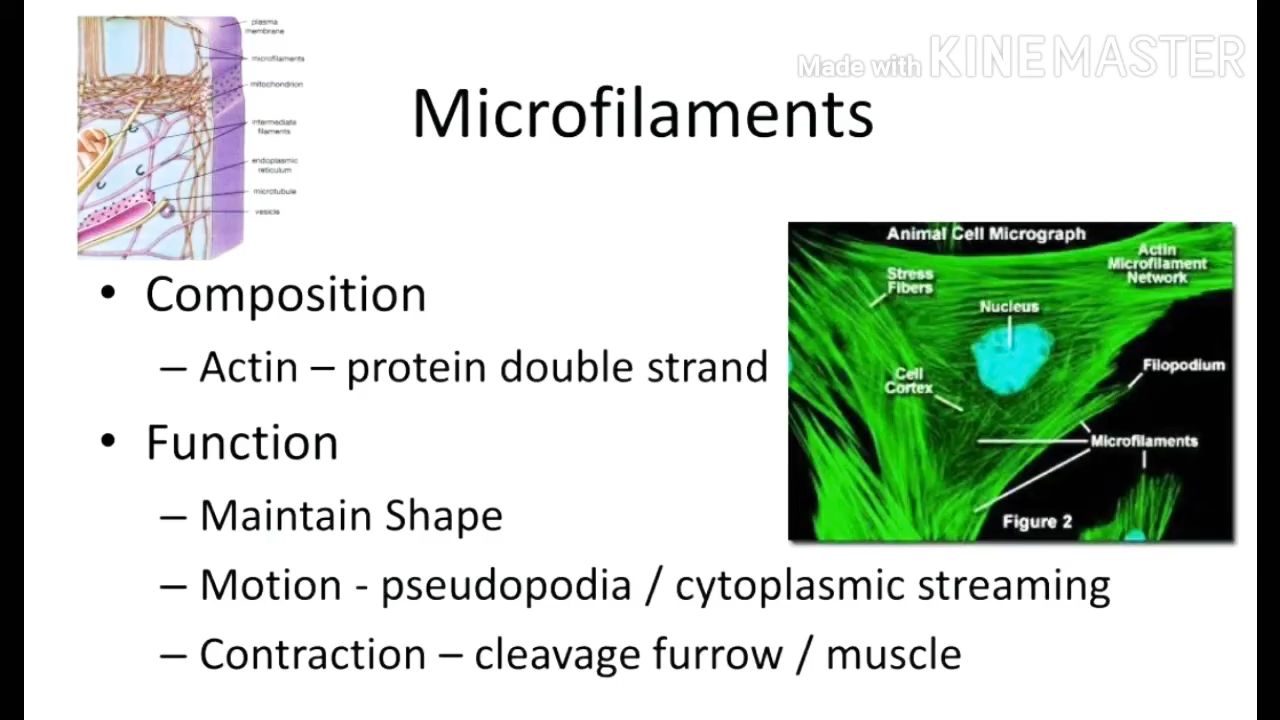 plasma
membrane
microfilaments
mitochondrion
intermediate
filaments
endoplasmic
reticulum
microtubule
vesicle
Made with KINEMASTER
Microfilaments
• Composition
– Actin – protein double strand
• Function
– Maintain Shape
– Motion - pseudopodia / cytoplasmic streaming
– Contraction – cleavage furrow / muscle
Animal Cell Micrograph
Actin
Microfilament
Network
Stress
Fibers
Nucleus
Filopodium
Cell
Cortex
Microfilaments
Figure 2